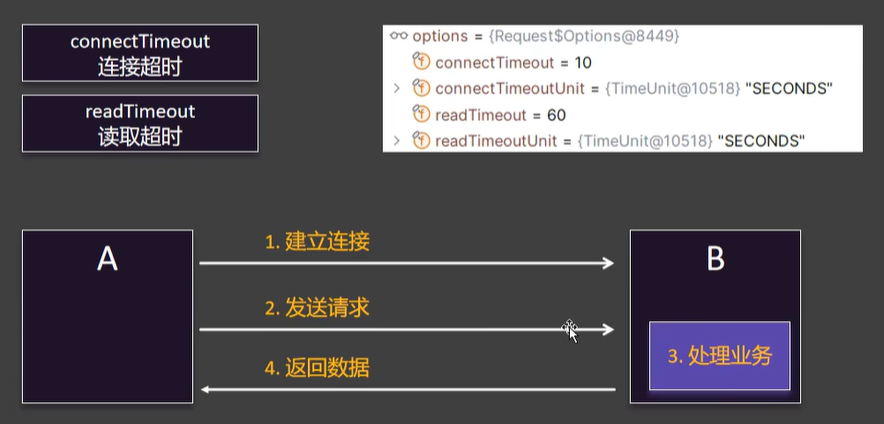 connectTimeout
连接超时
readTimeout
读取超时
options = {Request$Options@8449}
connectTimeout = 10
connectTimeoutUnit = {TimeUnit@10518} "SECONDS"
readTimeout = 60
readTimeoutUnit = {TimeUnit@10518} "SECONDS"
A
1. 建立连接
B
2. 发送请求
3. 处理业务
4. 返回数据